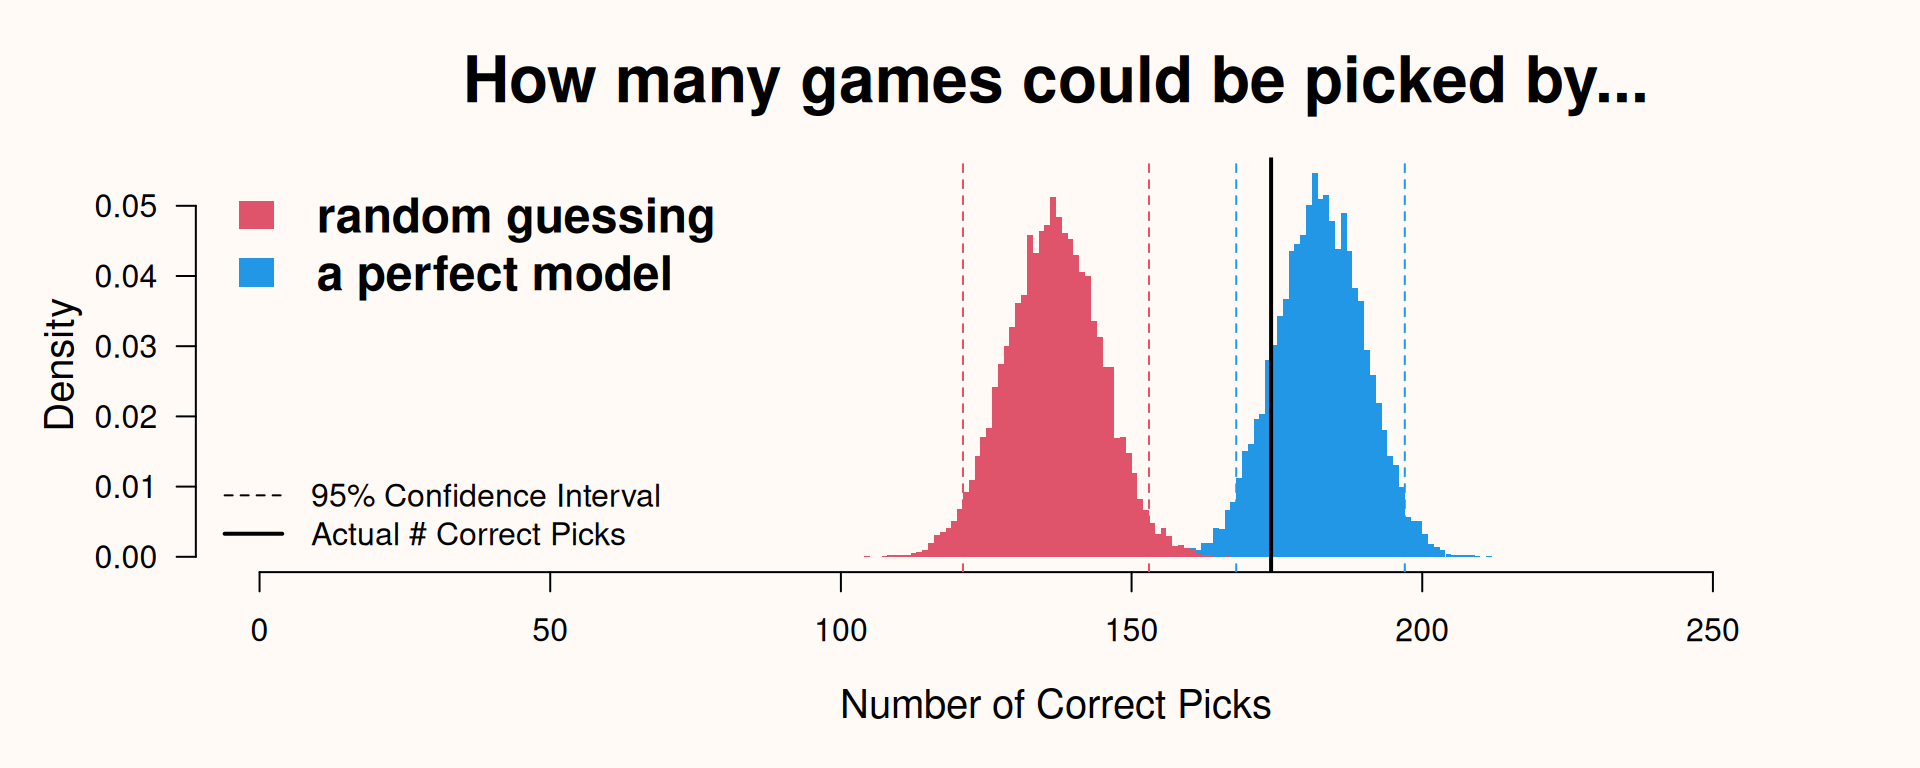 How many games could be picked by...
random guessing
a perfect model
95% Confidence Interval
Actual # Correct Picks
Density
0.05
0.04
0.03
0.02
0.01
0.00
0 50 100 150 200 250
Number of Correct Picks